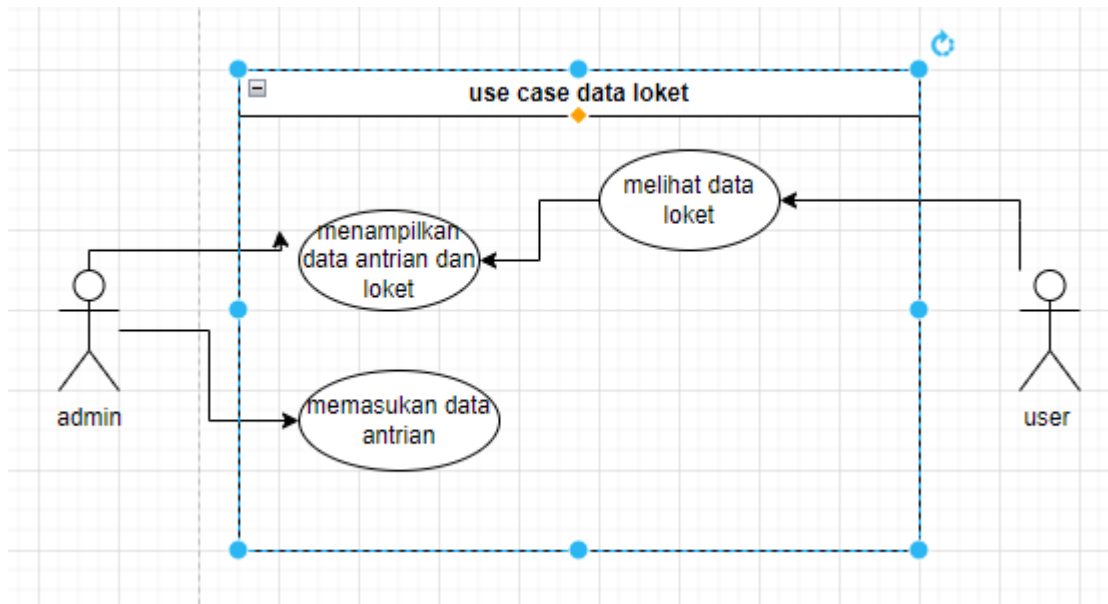 use case data loket
melihat data
loket
menampilkan
data antrian dan
loket
memasukan data
antrian
admin
user